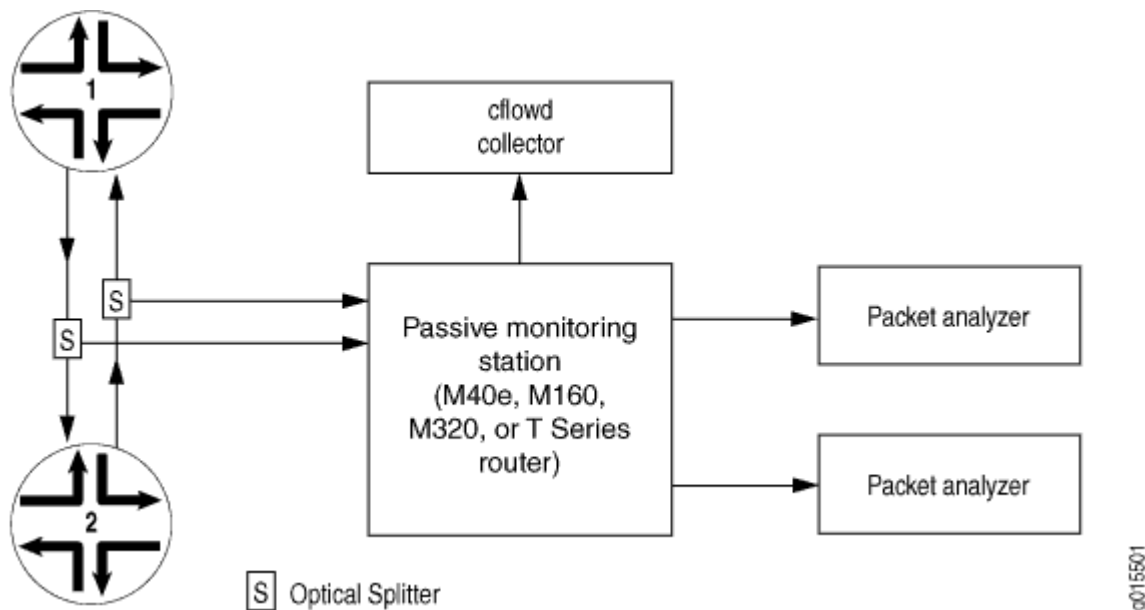 1
cflowd
collector
S
S
Passive monitoring
station
(M40e, M160,
M320, or T Series
router)
Packet analyzer
Packet analyzer
2
S Optical Splitter
g015501